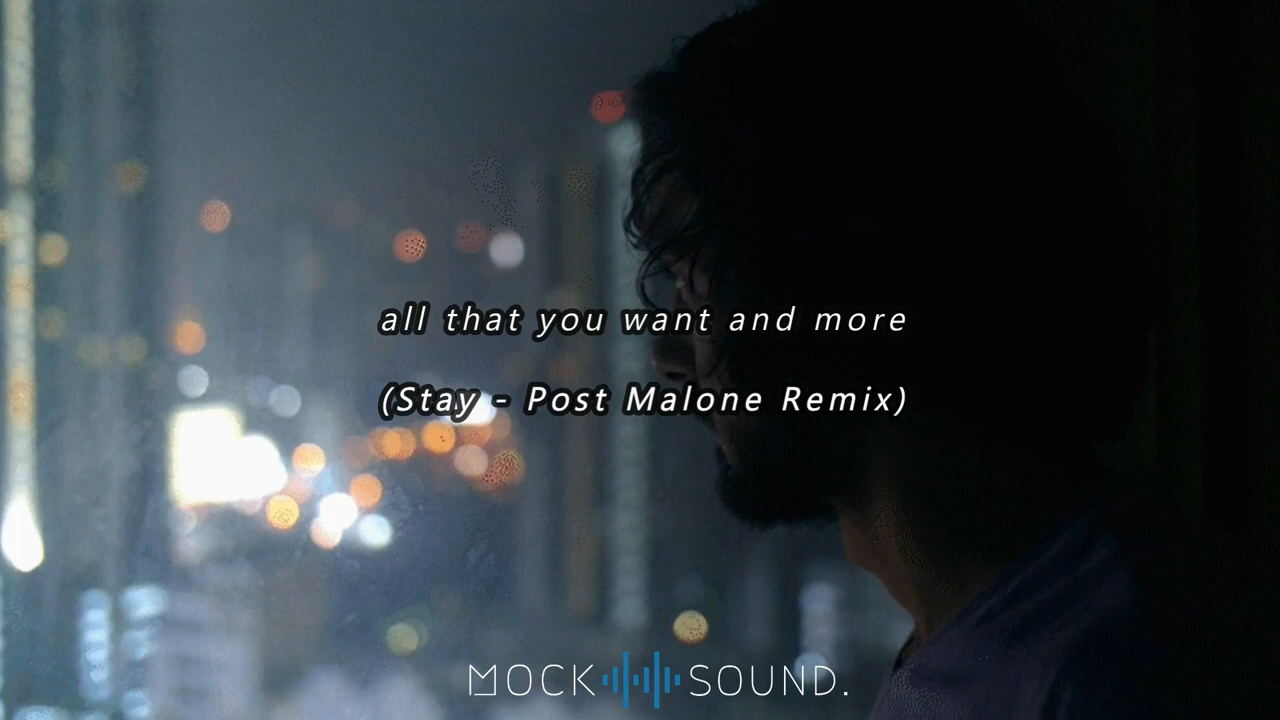 all that you want and more
(Stay - Post Malone Remix)
MOCK SOUND.